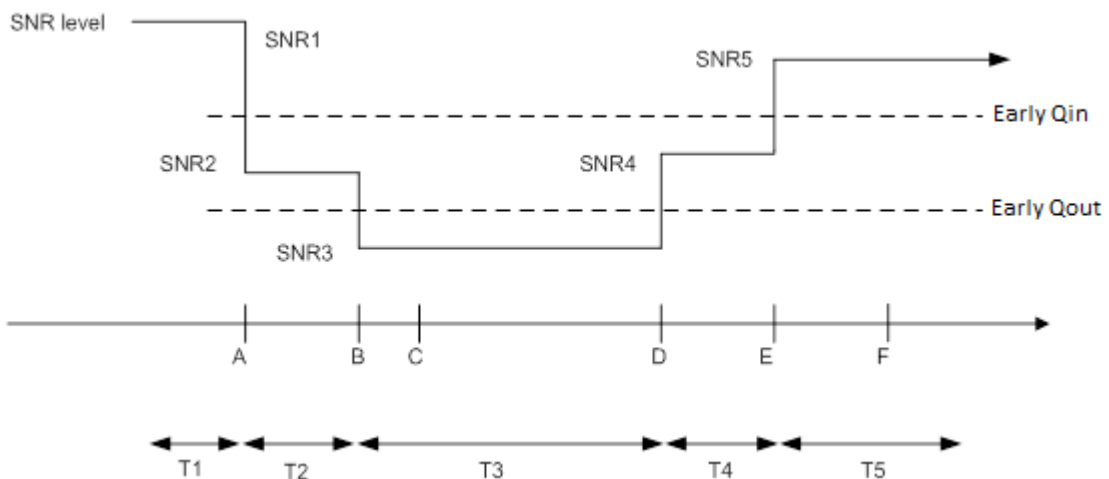 SNR level
SNR1
SNR5
Early Qin
SNR2
SNR4
Early Qout
SNR3
A B C D E F
T1 T2 T3 T4 T5